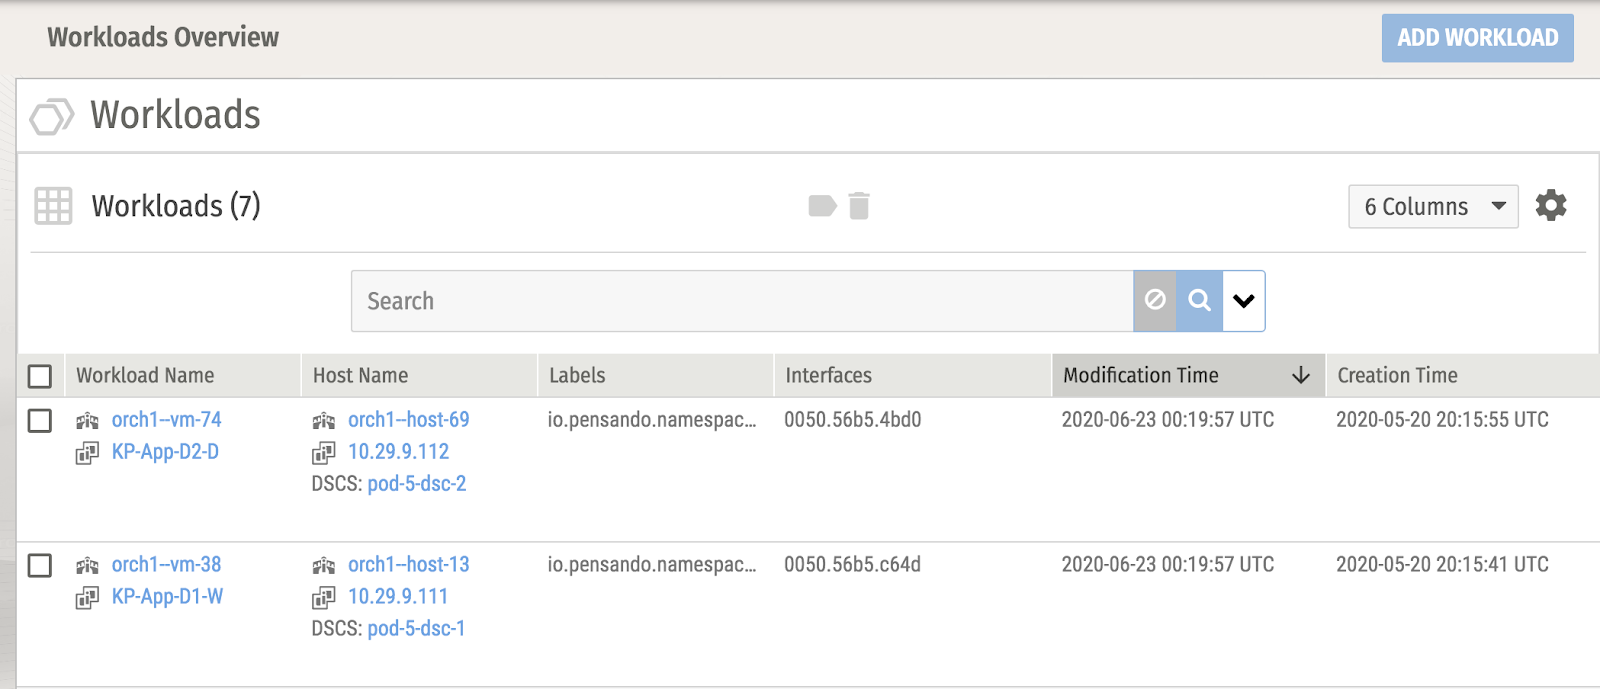 Workloads Overview
ADD WORKLOAD
Workloads
Workloads (7)
6 Columns
Search
Workload Name
Host Name
Labels
Interfaces
Modification Time
Creation Time
orch1--vm-74
KP-App-D2-D
orch1--host-69
10.29.9.112
DSCS: pod-5-dsc-2
io.pensando.namespac...
0050.56b5.4bd0
2020-06-23 00:19:57 UTC
2020-05-20 20:15:55 UTC
orch1--vm-38
KP-App-D1-W
orch1--host-13
10.29.9.111
DSCS: pod-5-dsc-1
io.pensando.namespac...
0050.56b5.c64d
2020-06-23 00:19:57 UTC
2020-05-20 20:15:41 UTC